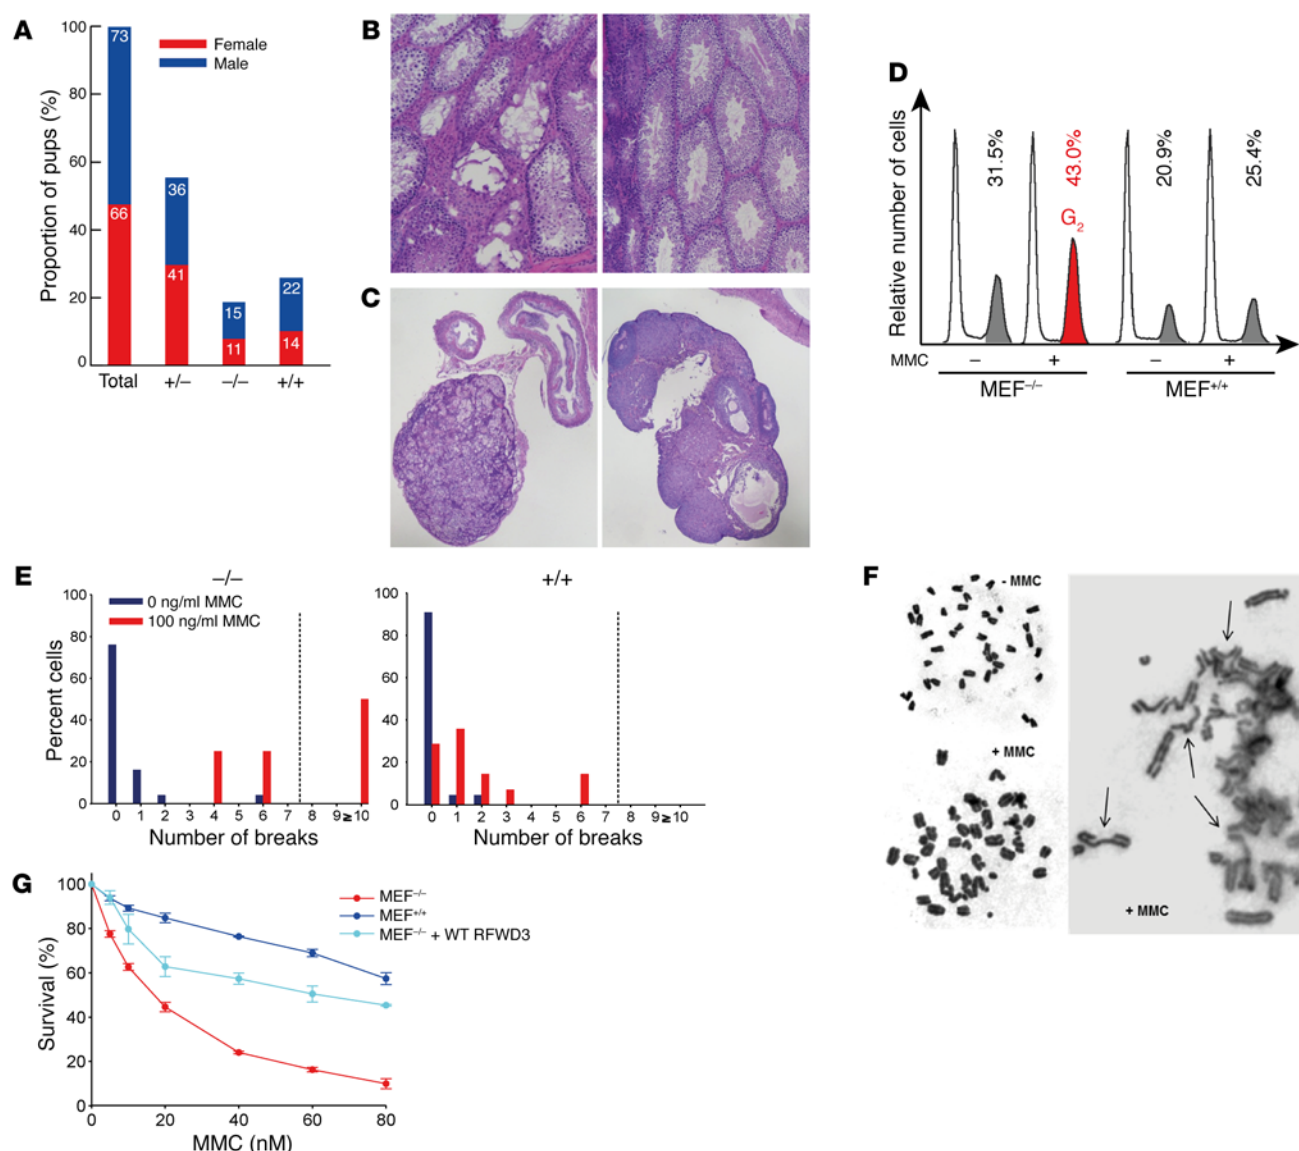 A
100
80
60
40
20
0
Proportion of pups (%)
Female
Male
73
66
36
41
15
11
22
14
Total +/− −/− +/+
B
C
D
Relative number of cells
31.5%
43.0%
G2
20.9%
25.4%
MMC − + − +
MEF−/− MEF+/+
E
−/−
0 ng/ml MMC
100 ng/ml MMC
100
80
60
40
20
0
Percent cells
0 1 2 3 4 5 6 7 8 9 ≥10
Number of breaks
+/+
100
80
60
40
20
0
0 1 2 3 4 5 6 7 8 9 ≥10
Number of breaks
F
- MMC
+ MMC
+ MMC
G
100
80
60
40
20
0
Survival (%)
MEF−/−
MEF+/+
MEF−/− + WT RFWD3
0 20 40 60 80
MMC (nM)